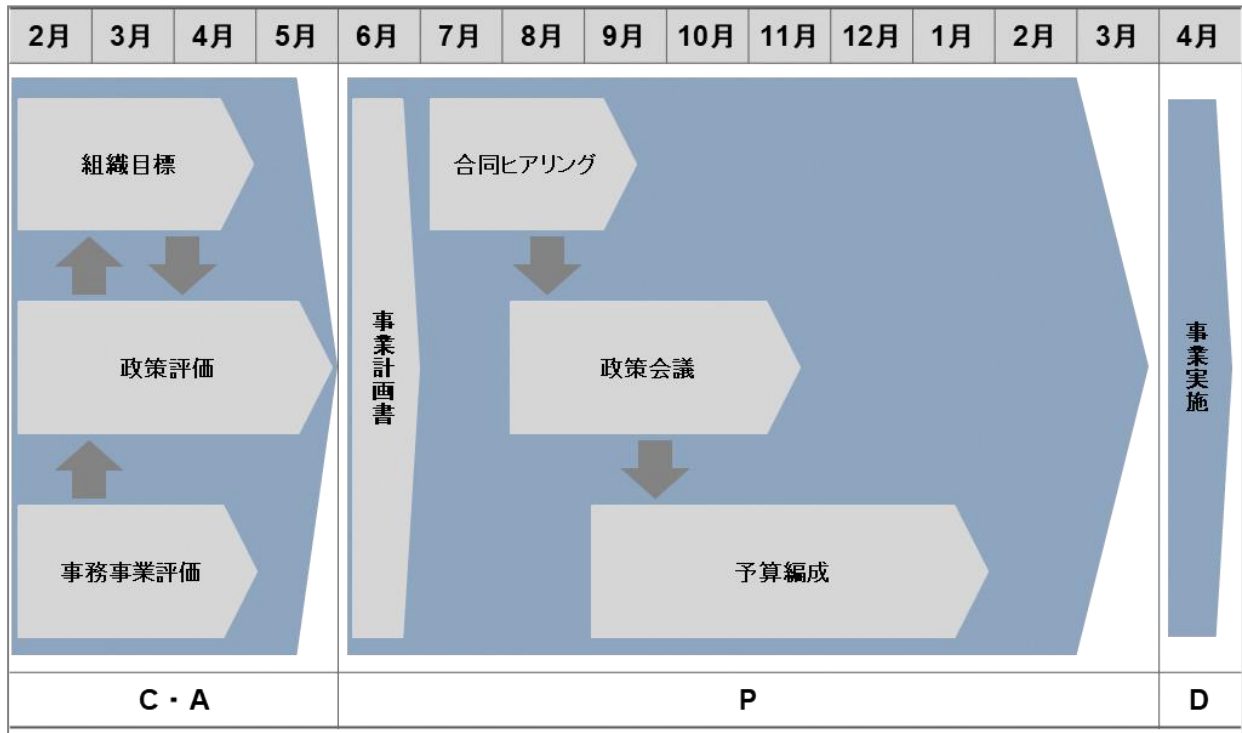 2月 3月 4月 5月 6月 7月 8月 9月 10月 11月 12月 1月 2月 3月 4月
組織目標
政策評価
事務事業評価
事業計画書
合同ヒアリング
政策会議
予算編成
事業実施
C・A P D